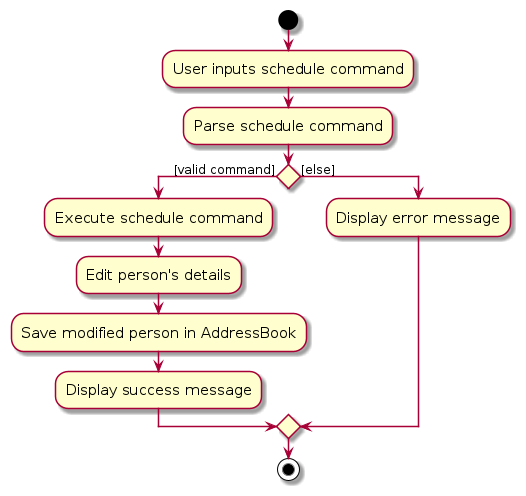 User inputs schedule command
Parse schedule command
[valid command]
[else]
Execute schedule command
Display error message
Edit person's details
Save modified person in AddressBook
Display success message